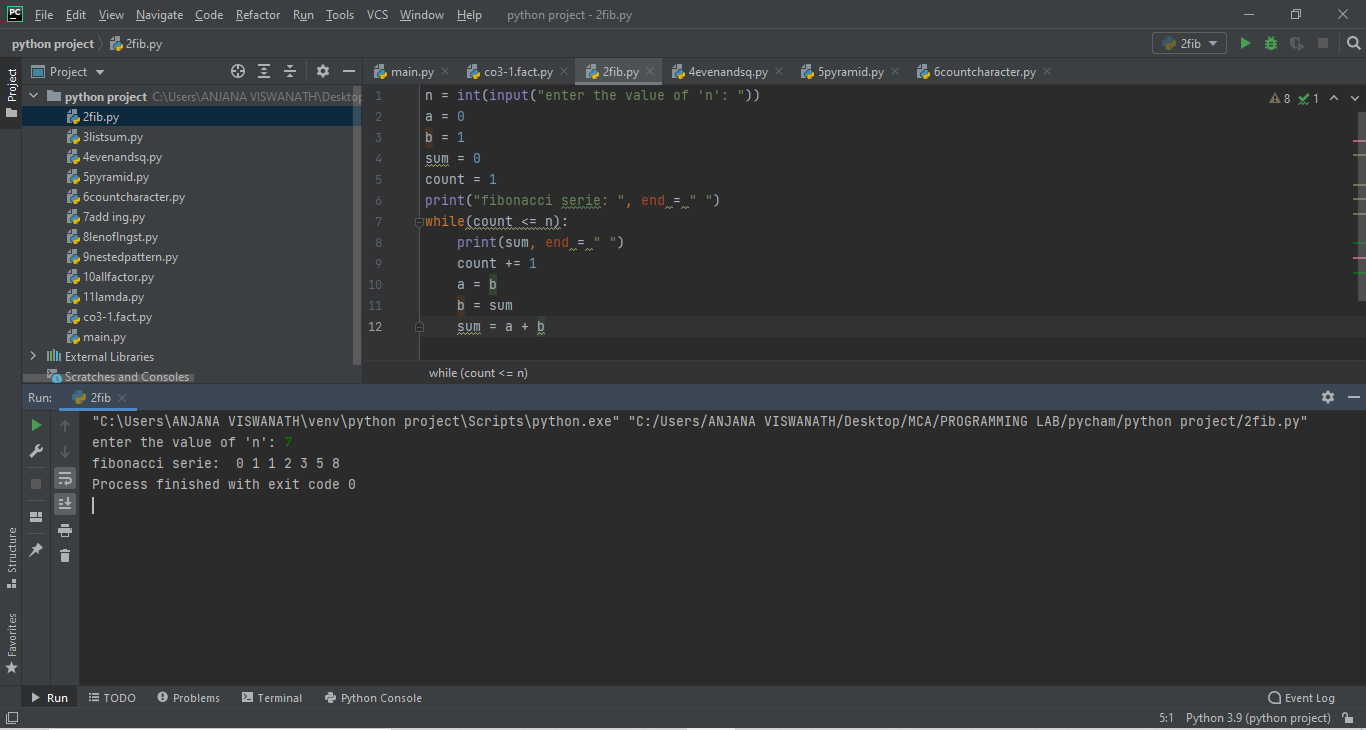 PC File Edit View Navigate Code Refactor Run Tools VCS Window Help python project - 2fib.py
python project 2fib.py 2fib
Project
Project
main.py co3-1.fact.py 2fib.py 4evenandsq.py 5pyramid.py 6countcharacter.py
python project C:\Users\ANJANA VISWANATH\Desktop
2fib.py
3listsum.py
4evenandsq.py
5pyramid.py
6countcharacter.py
7add ing.py
8lenoflngst.py
9nestedpattern.py
10allfactor.py
11lamda.py
co3-1.fact.py
main.py
External Libraries
Scratches and Consoles
1 n = int(input("enter the value of 'n': "))
8 1
2 a = 0
3 b = 1
4 sum = 0
5 count = 1
6 print("fibonacci serie: ", end = " ")
7 while(count <= n):
8 print(sum, end = " ")
9 count += 1
10 a = b
11 b = sum
12 sum = a + b
while (count <= n)
Run: 2fib
"C:\Users\ANJANA VISWANATH\venv\python project\Scripts\python.exe" "C:/Users/ANJANA VISWANATH/Desktop/MCA/PROGRAMMING LAB/pycham/python project/2fib.py"
enter the value of 'n': 7
fibonacci serie:  0 1 1 2 3 5 8
Process finished with exit code 0
Structure
Favorites
Run TODO Problems Terminal Python Console Event Log
5:1 Python 3.9 (python project)